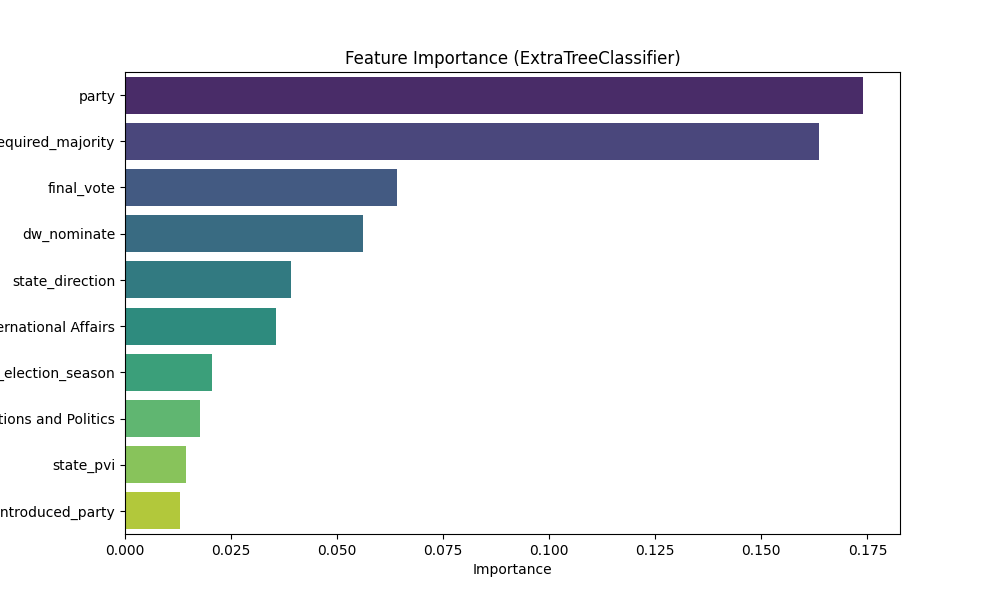 Feature Importance (ExtraTreeClassifier)
party
equired_majority
final_vote
dw_nominate
state_direction
ernational Affairs
_election_season
tions and Politics
state_pvi
ntroduced_party
0.000 0.025 0.050 0.075 0.100 0.125 0.150 0.175
Importance